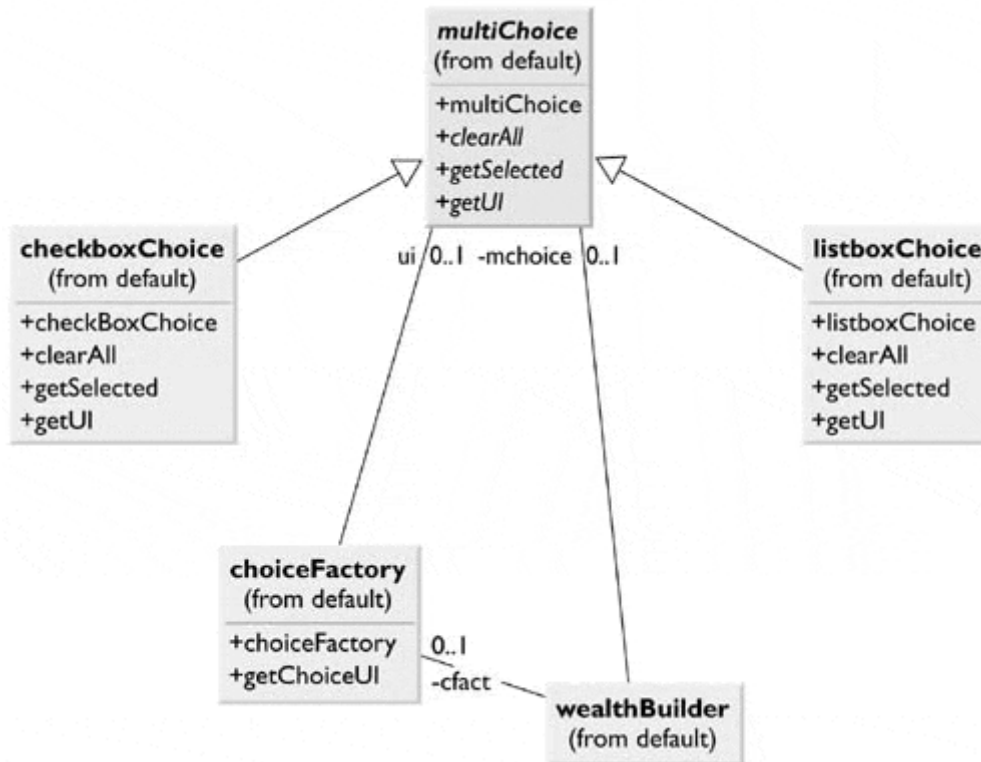 multiChoice
(from default)
+multiChoice
+clearAll
+getSelected
+getUI
checkboxChoice
(from default)
+checkBoxChoice
+clearAll
+getSelected
+getUI
ui 0..1 -mchoice 0..1
listboxChoice
(from default)
+listboxChoice
+clearAll
+getSelected
+getUI
choiceFactory
(from default)
+choiceFactory
+getChoiceUI
0..1
-cfact
wealthBuilder
(from default)